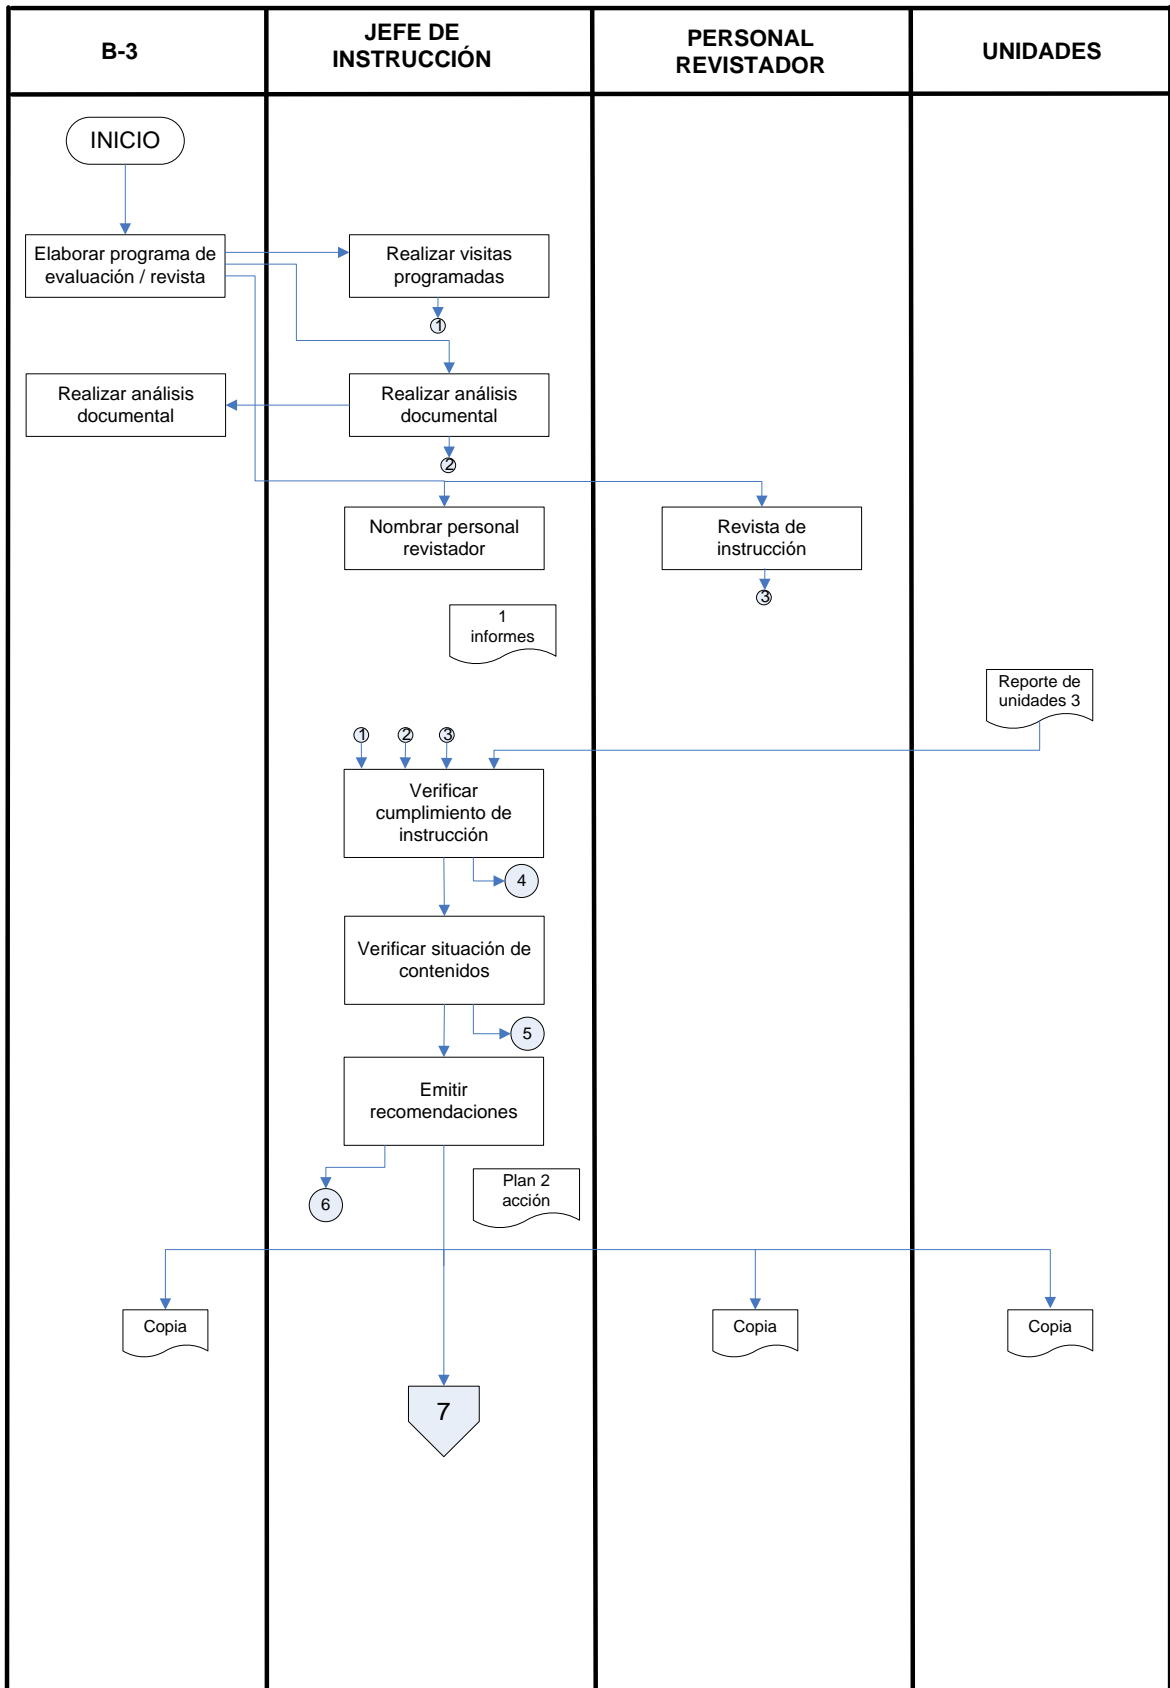 B-3
JEFE DE
INSTRUCCIÓN
PERSONAL
REVISTADOR
UNIDADES
INICIO
Elaborar programa de
evaluación / revista
Realizar visitas
programadas
1
Realizar análisis
documental
Realizar análisis
documental
2
Nombrar personal
revistador
Revista de
instrucción
3
1
informes
Reporte de
unidades 3
1
2
3
Verificar
cumplimiento de
instrucción
4
Verificar situación de
contenidos
5
Emitir
recomendaciones
6
Plan 2
acción
Copia
Copia
Copia
7